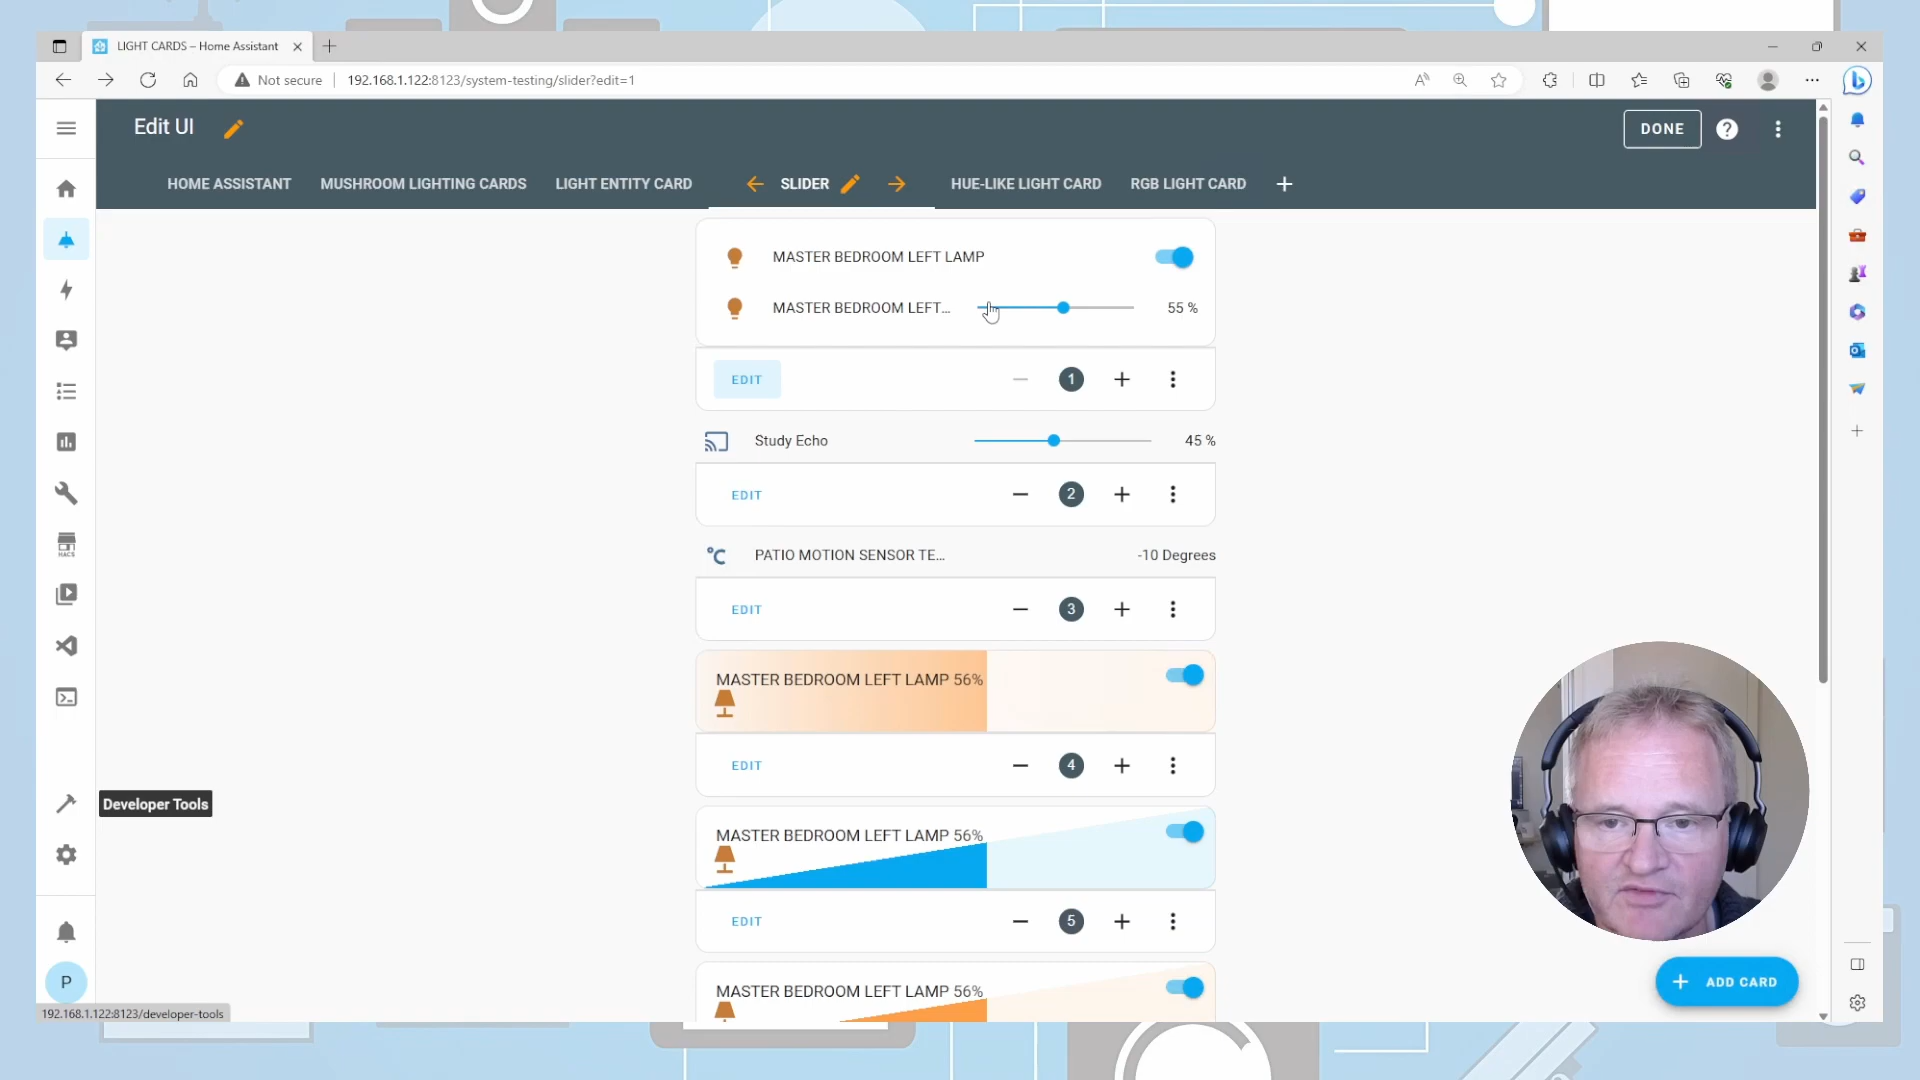 LIGHT CARDS – Home Assistant
Not secure
192.168.1.122:8123/system-testing/slider?edit=1
Edit UI
DONE
HOME ASSISTANT
MUSHROOM LIGHTING CARDS
LIGHT ENTITY CARD
SLIDER
HUE-LIKE LIGHT CARD
RGB LIGHT CARD
MASTER BEDROOM LEFT LAMP
MASTER BEDROOM LEFT...
55 %
EDIT
1
Study Echo
45 %
EDIT
2
HACS
°C
PATIO MOTION SENSOR TE...
-10 Degrees
EDIT
3
MASTER BEDROOM LEFT LAMP 56%
EDIT
4
Developer Tools
MASTER BEDROOM LEFT LAMP 56%
EDIT
5
MASTER BEDROOM LEFT LAMP 56%
P
ADD CARD
192.168.1.122:8123/developer-tools